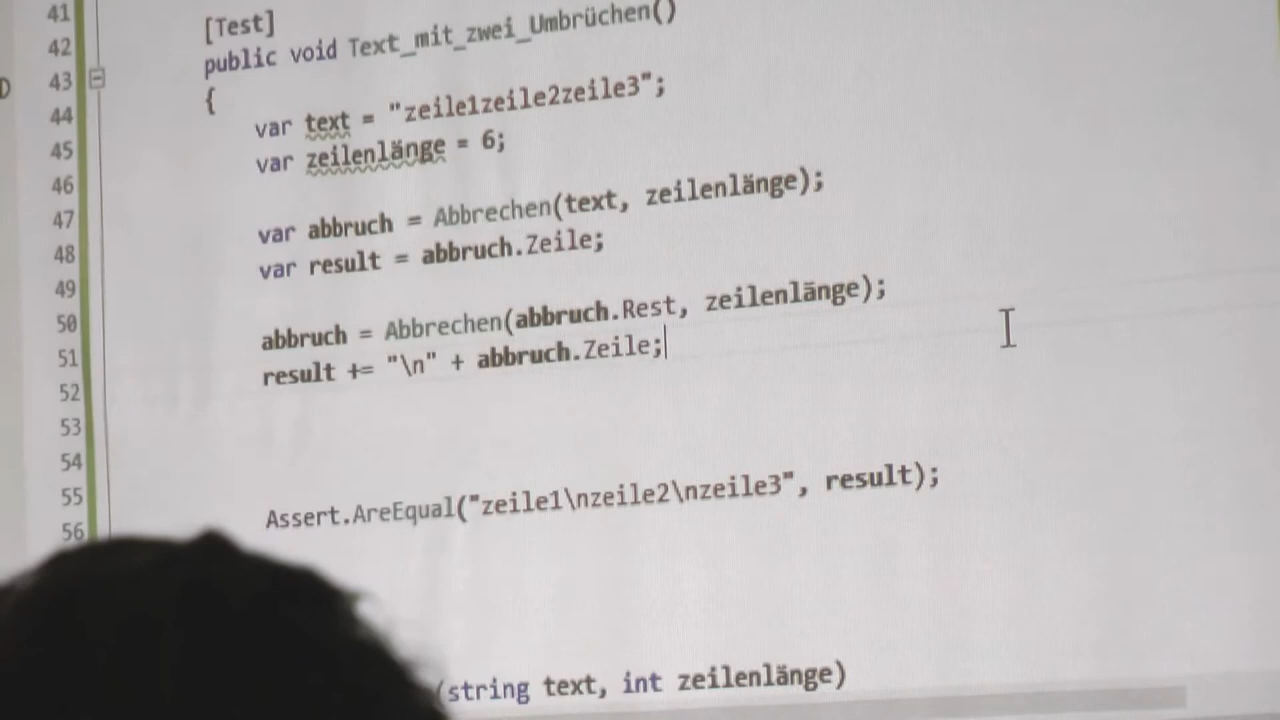 41
[Test]
42 public void Text_mit_zwei_Umbrüchen()
43 {
44 var text = "zeile1zeile2zeile3";
45 var zeilenlänge = 6;
46
47 var abbruch = Abbrechen(text, zeilenlänge);
48 var result = abbruch.Zeile;
49
50 abbruch = Abbrechen(abbruch.Rest, zeilenlänge);
51 result += "\n" + abbruch.Zeile;
52
53
54
55 Assert.AreEqual("zeile1\nzeile2\nzeile3", result);
56
(string text, int zeilenlänge)